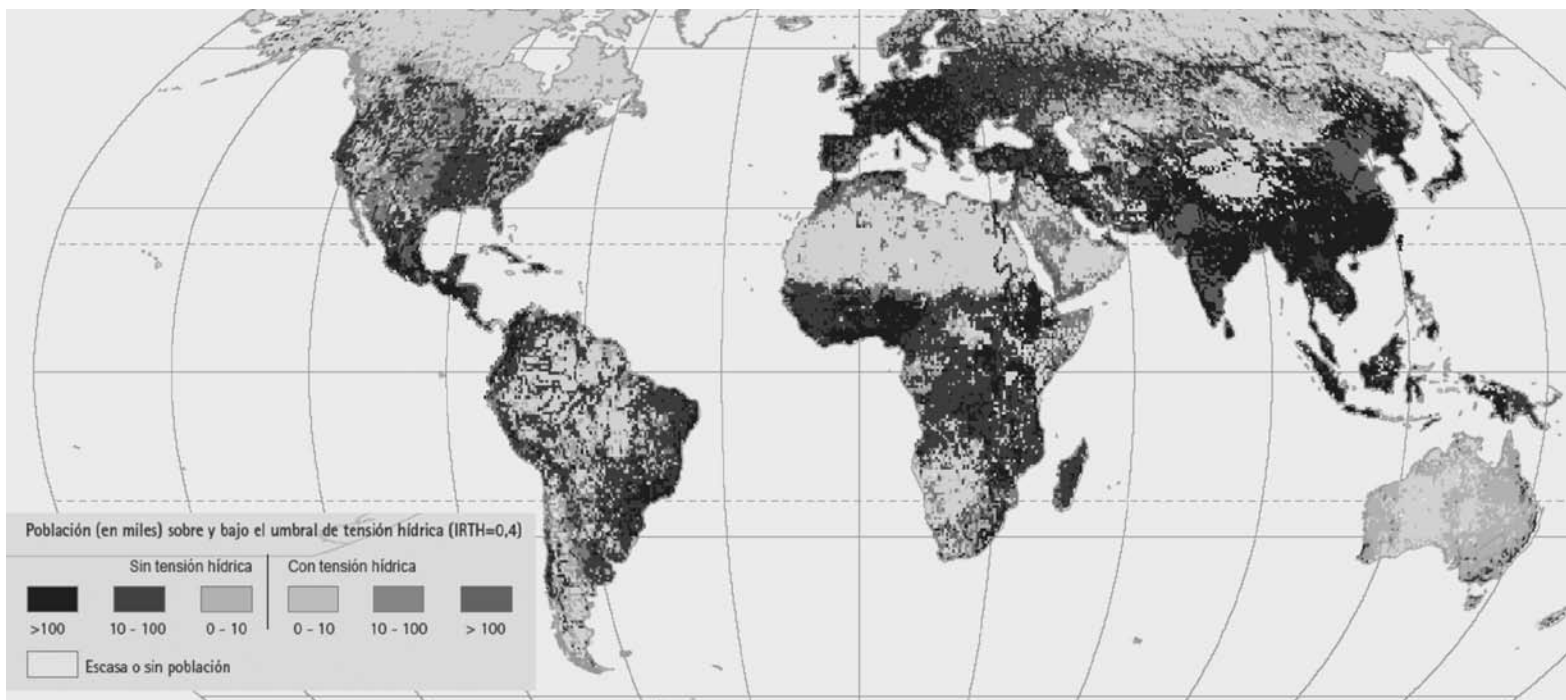 Población (en miles) sobre y bajo el umbral de tensión hídrica (IRTH=0,4)
Sin tensión hídrica Con tensión hídrica
>100 10 - 100 0 - 10 0 - 10 10 - 100 > 100
Escasa o sin población